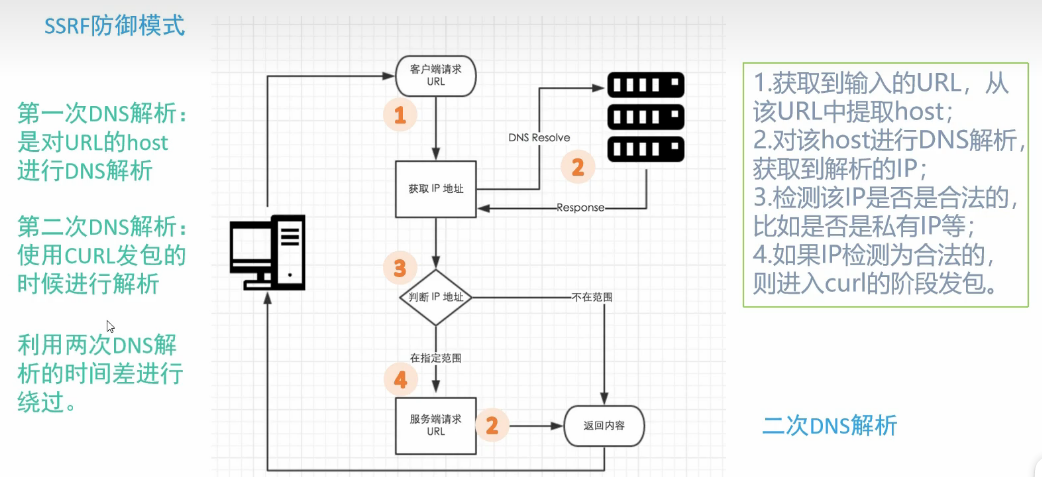 SSRF防御模式
第一次DNS解析：
是对URL的host
进行DNS解析
第二次DNS解析：
使用CURL发包的
时候进行解析
利用两次DNS解
析的时间差进行
绕过。
客户端请求
URL
1
DNS Resolve
2
获取 IP 地址
Response
3
判断 IP 地址
不在范围
在指定范围
4
服务端请求
URL
2
返回内容
1.获取到输入的URL，从
该URL中提取host；
2.对该host进行DNS解析，
获取到解析的IP；
3.检测该IP是否是合法的，
比如是否是私有IP等；
4.如果IP检测为合法的，
则进入curl的阶段发包。
二次DNS解析